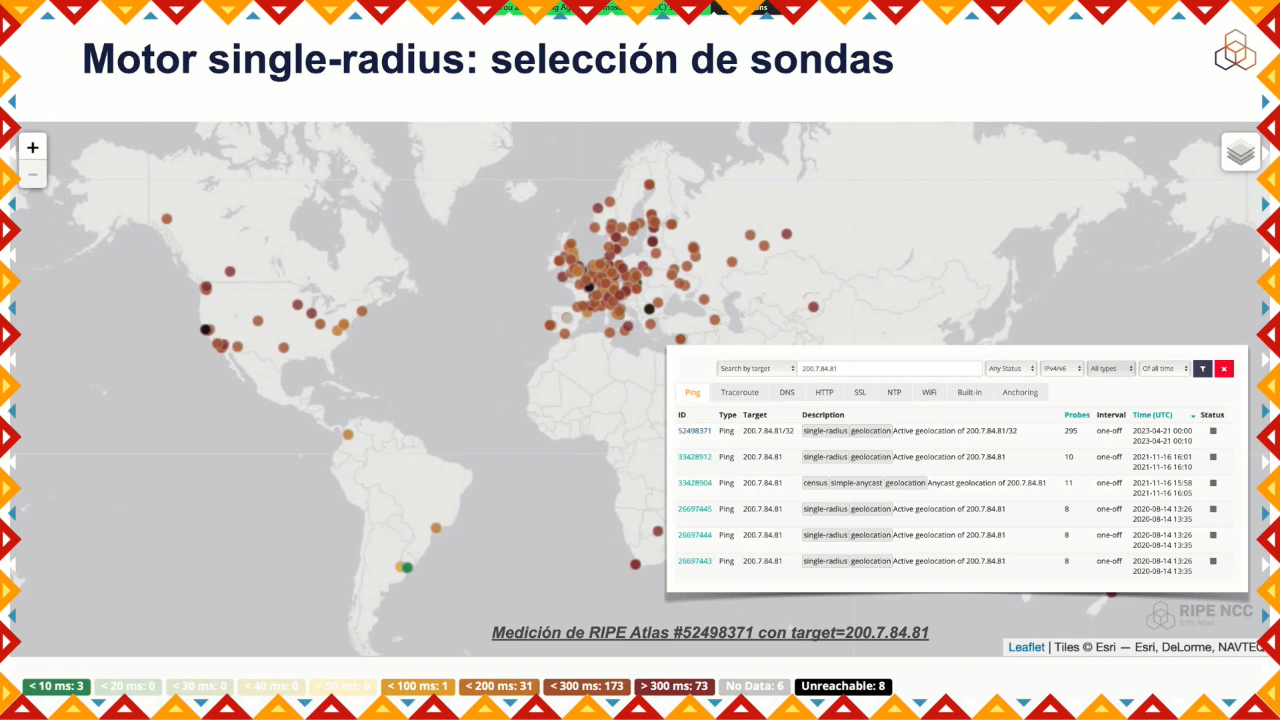 Motor single-radius: selección de sondas
+
−
Search by target 200.7.84.81 Any Status IPv4/v6 All types Of all time
Ping Traceroute DNS HTTP SSL NTP WiFi Built-in Anchoring
ID Type Target Description Probes Interval Time (UTC) Status
52498371 Ping 200.7.84.81/32 single-radius geolocation Active geolocation of 200.7.84.81/32 295 one-off 2023-04-21 00:00
2023-04-21 00:10
33428912 Ping 200.7.84.81 single-radius geolocation Active geolocation of 200.7.84.81 10 one-off 2021-11-16 16:01
2021-11-16 16:10
33428904 Ping 200.7.84.81 census simple-anycast geolocation Anycast geolocation of 200.7.84.81 11 one-off 2021-11-16 15:58
2021-11-16 16:05
26697445 Ping 200.7.84.81 single-radius geolocation Active geolocation of 200.7.84.81 8 one-off 2020-08-14 13:26
2020-08-14 13:35
26697444 Ping 200.7.84.81 single-radius geolocation Active geolocation of 200.7.84.81 8 one-off 2020-08-14 13:26
2020-08-14 13:35
26697443 Ping 200.7.84.81 single-radius geolocation Active geolocation of 200.7.84.81 8 one-off 2020-08-14 13:26
2020-08-14 13:35
RIPE NCC
RIPE Atlas
Medición de RIPE Atlas #52498371 con target=200.7.84.81
Leaflet | Tiles © Esri — Esri, DeLorme, NAVTEQ
< 10 ms: 3 < 20 ms: 0 < 30 ms: 0 < 40 ms: 0 < 50 ms: 0 < 100 ms: 1 < 200 ms: 31 < 300 ms: 173 > 300 ms: 73 No Data: 6 Unreachable: 8